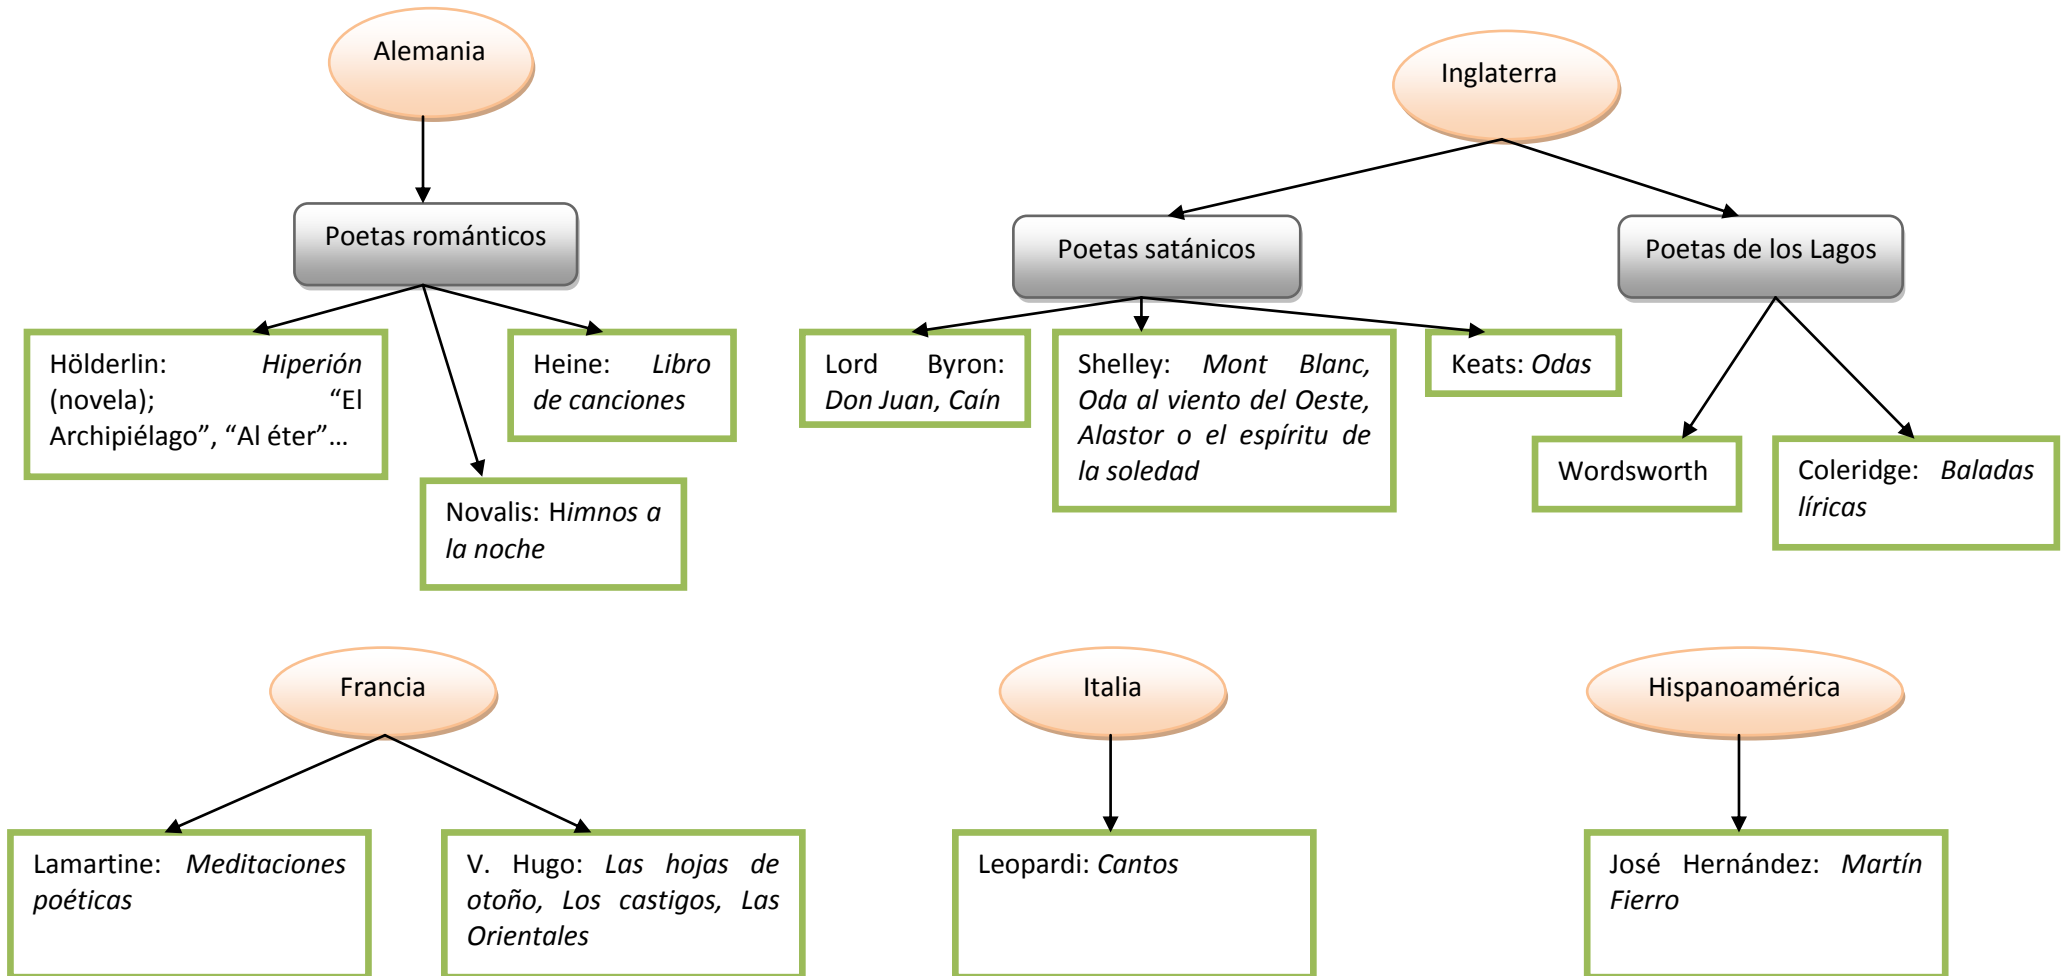 Alemania
Inglaterra
Poetas románticos
Poetas satánicos
Poetas de los Lagos
Hölderlin: Hiperión
(novela); “El
Archipiélago”, “Al éter”…
Heine: Libro
de canciones
Novalis: Himnos a
la noche
Lord Byron:
Don Juan, Caín
Shelley: Mont Blanc,
Oda al viento del Oeste,
Alastor o el espíritu de
la soledad
Keats: Odas
Wordsworth
Coleridge: Baladas
líricas
Francia
Italia
Hispanoamérica
Lamartine: Meditaciones
poéticas
V. Hugo: Las hojas de
otoño, Los castigos, Las
Orientales
Leopardi: Cantos
José Hernández: Martín
Fierro